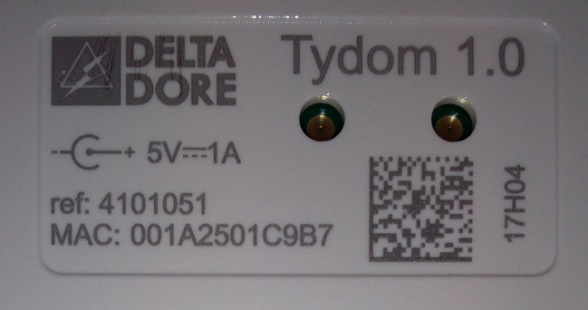 DELTA
DORE
Tydom 1.0
5V⎓1A
ref: 4101051
MAC: 001A2501C9B7
17H04